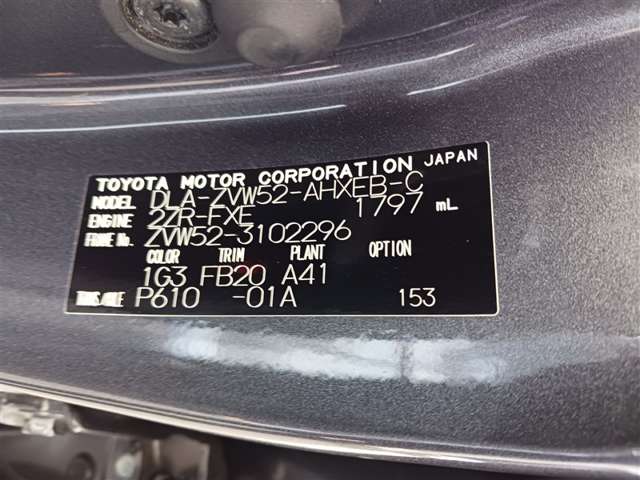 TOYOTA MOTOR CORPORATION JAPAN
MODEL DLA-ZVW52-AHXEB-C
ENGINE 2ZR-FXE 1797 mL
FRAME No. ZVW52-3102296
COLOR TRIM PLANT OPTION
1G3 FB20 A41
TRANS/AXLE P610 -01A 153